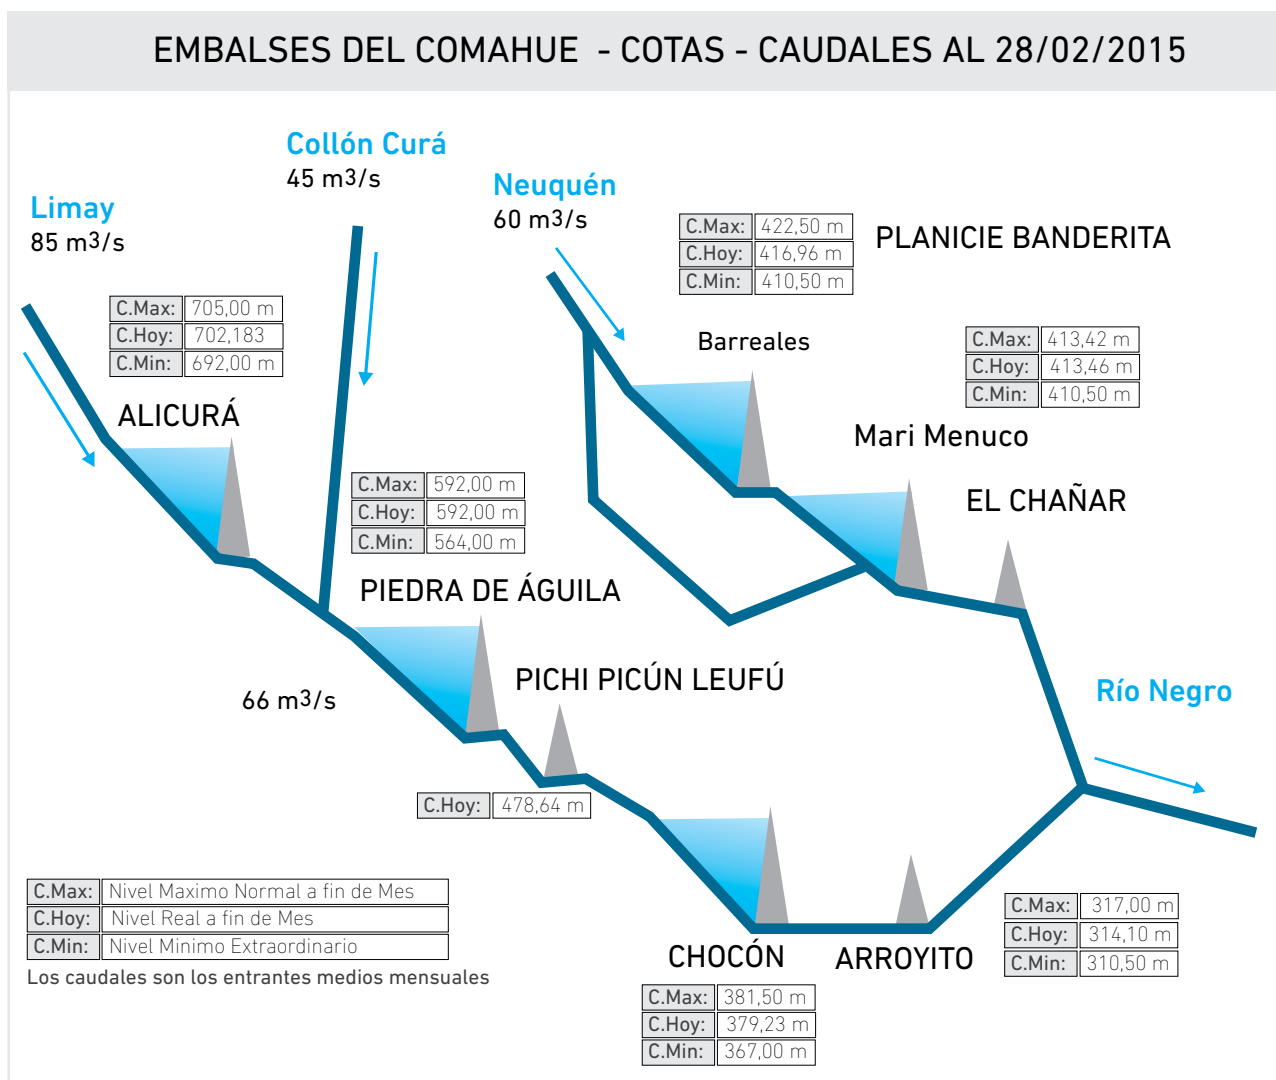 EMBALSES DEL COMAHUE - COTAS - CAUDALES AL 28/02/2015
Collón Curá
45 m3/s
Neuquén
60 m3/s
Limay
85 m3/s
C.Max: 422,50 m
C.Hoy: 416,96 m
C.Min: 410,50 m
PLANICIE BANDERITA
C.Max: 705,00 m
C.Hoy: 702,183
C.Min: 692,00 m
Barreales
C.Max: 413,42 m
C.Hoy: 413,46 m
C.Min: 410,50 m
ALICURÁ
Mari Menuco
C.Max: 592,00 m
C.Hoy: 592,00 m
C.Min: 564,00 m
EL CHAÑAR
PIEDRA DE ÁGUILA
PICHI PICÚN LEUFÚ
66 m3/s
Río Negro
C.Hoy: 478,64 m
C.Max: Nivel Maximo Normal a fin de Mes
C.Hoy: Nivel Real a fin de Mes
C.Min: Nivel Minimo Extraordinario
Los caudales son los entrantes medios mensuales
CHOCÓN
ARROYITO
C.Max: 317,00 m
C.Hoy: 314,10 m
C.Min: 310,50 m
C.Max: 381,50 m
C.Hoy: 379,23 m
C.Min: 367,00 m